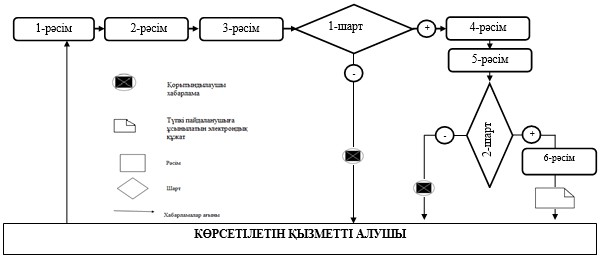 1-рәсім
2-рәсім
3-рәсім
1-шарт
+
4-рәсім
5-рәсім
-
-
2-шарт
+
6-рәсім
Қорытындылаушы
хабарлама
Түпкі пайдаланушыға
ұсынылатын электрондық
құжат
Рәсім
Шарт
Хабарламалар ағыны
КӨРСЕТІЛЕТІН ҚЫЗМЕТТІ АЛУШЫ